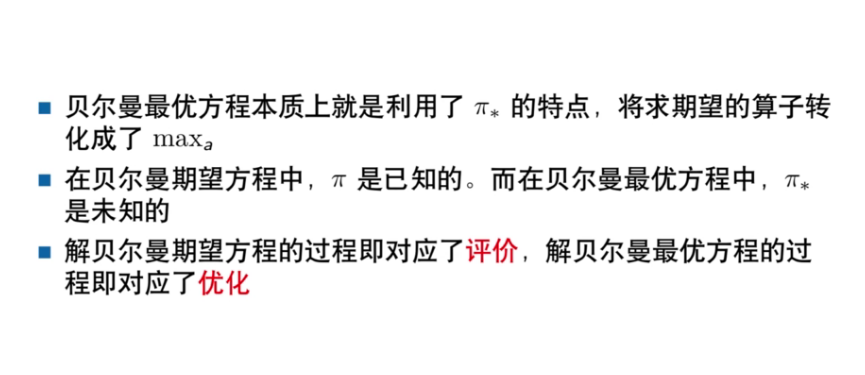 贝尔曼最优方程本质上就是利用了 π* 的特点，将求期望的算子转
化成了 maxₐ
在贝尔曼期望方程中，π 是已知的。而在贝尔曼最优方程中，π*
是未知的
解贝尔曼期望方程的过程即对应了评价，解贝尔曼最优方程的过
程即对应了优化